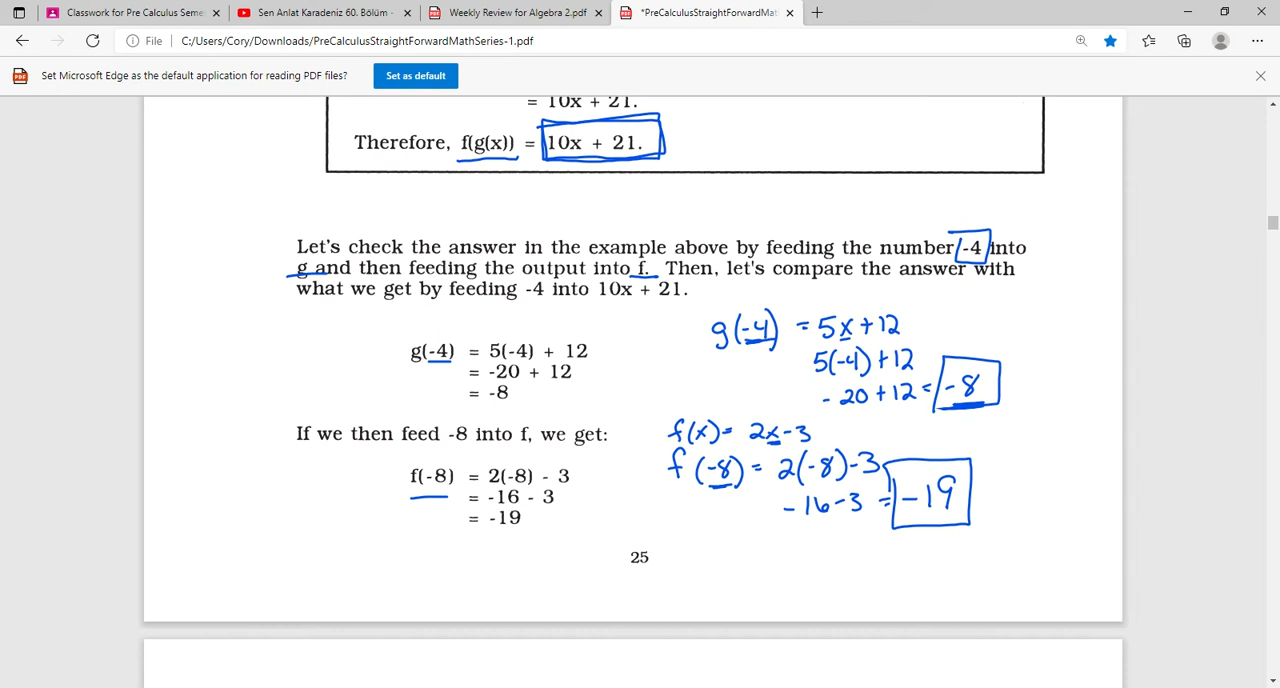 Classwork for Pre Calculus Seme
Sen Anlat Karadeniz 60. Bölüm -
Weekly Review for Algebra 2.pdf
*PreCalculusStraightForwardMat
File C:/Users/Cory/Downloads/PreCalculusStraightForwardMathSeries-1.pdf
Set Microsoft Edge as the default application for reading PDF files? Set as default
= 10x + 21.
Therefore, f(g(x)) = 10x + 21.
Let's check the answer in the example above by feeding the number -4 into
g and then feeding the output into f. Then, let's compare the answer with
what we get by feeding -4 into 10x + 21.
g(-4) = 5x + 12
5(-4) + 12
-20 + 12 = -8
g(-4) = 5(-4) + 12
= -20 + 12
= -8
If we then feed -8 into f, we get:
f(x) = 2x - 3
f(-8) = 2(-8) - 3
-16 - 3 = -19
f(-8) = 2(-8) - 3
= -16 - 3
= -19
25